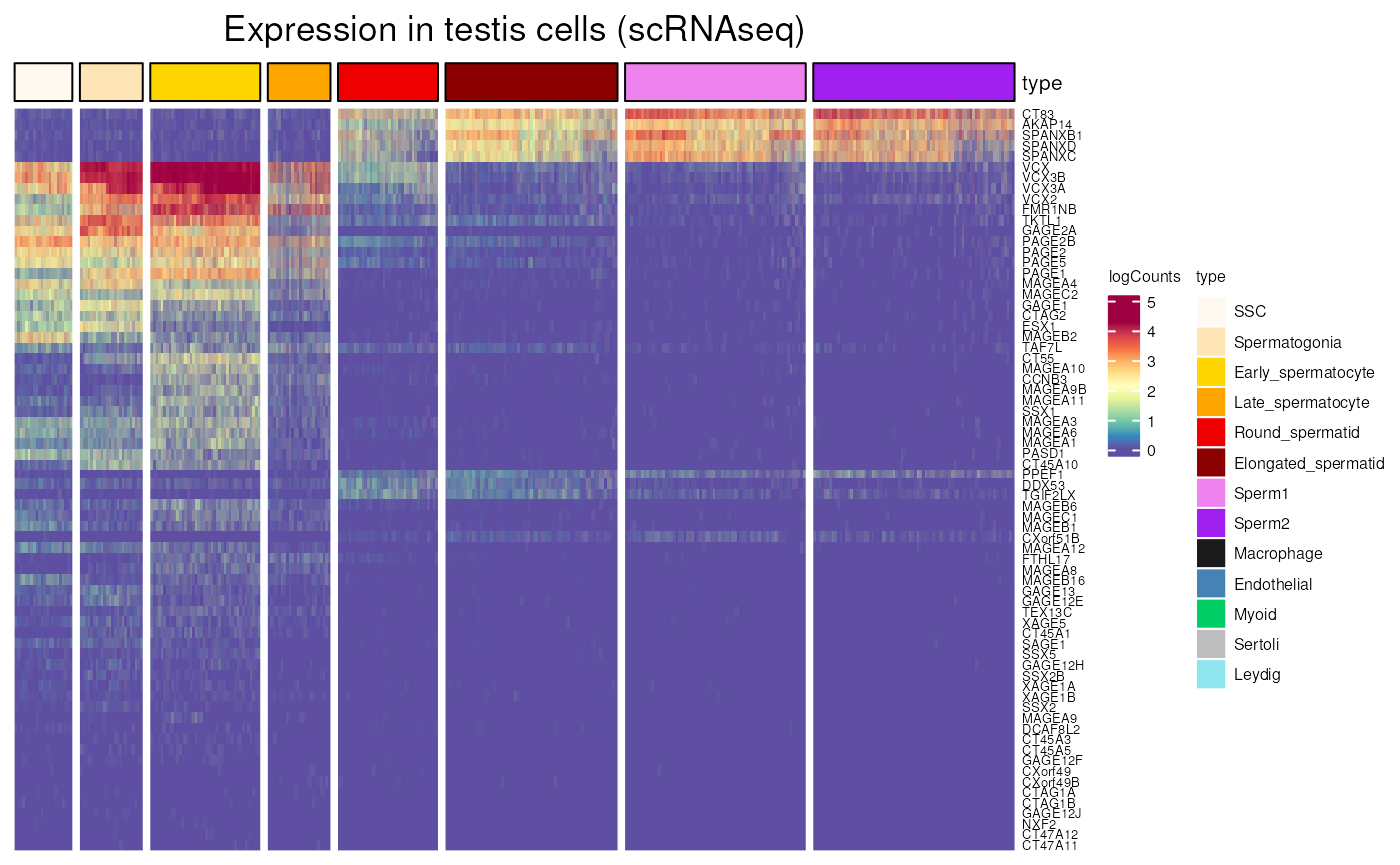 Expression in testis cells (scRNAseq)
type
CT83
AKAP14
SPANXB1
SPANXD
SPANXC
VCX
VCX3B
VCX3A
VCX2
FMR1NB
TKTL1
GAGE2A
PAGE2B
PAGE2
PAGE5
PAGE1
MAGEA4
MAGEC2
GAGE1
CTAG2
ESX1
MAGEB2
TAF7L
CT55
MAGEA10
CCNB3
MAGEA9B
MAGEA11
SSX1
MAGEA3
MAGEA6
MAGEA1
PASD1
CT45A10
PPEF1
DDX53
TGIF2LX
MAGEB6
MAGEC1
MAGEB1
CXorf51B
MAGEA12
FTHL17
MAGEA8
MAGEB16
GAGE13
GAGE12E
TEX13C
XAGE5
CT45A1
SAGE1
SSX5
GAGE12H
SSX2B
XAGE1A
XAGE1B
SSX2
MAGEA9
DCAF8L2
CT45A3
CT45A5
GAGE12F
CXorf49
CXorf49B
CTAG1A
CTAG1B
GAGE12J
NXF2
CT47A12
CT47A11
logCounts
5
4
3
2
1
0
type
SSC
Spermatogonia
Early_spermatocyte
Late_spermatocyte
Round_spermatid
Elongated_spermatid
Sperm1
Sperm2
Macrophage
Endothelial
Myoid
Sertoli
Leydig